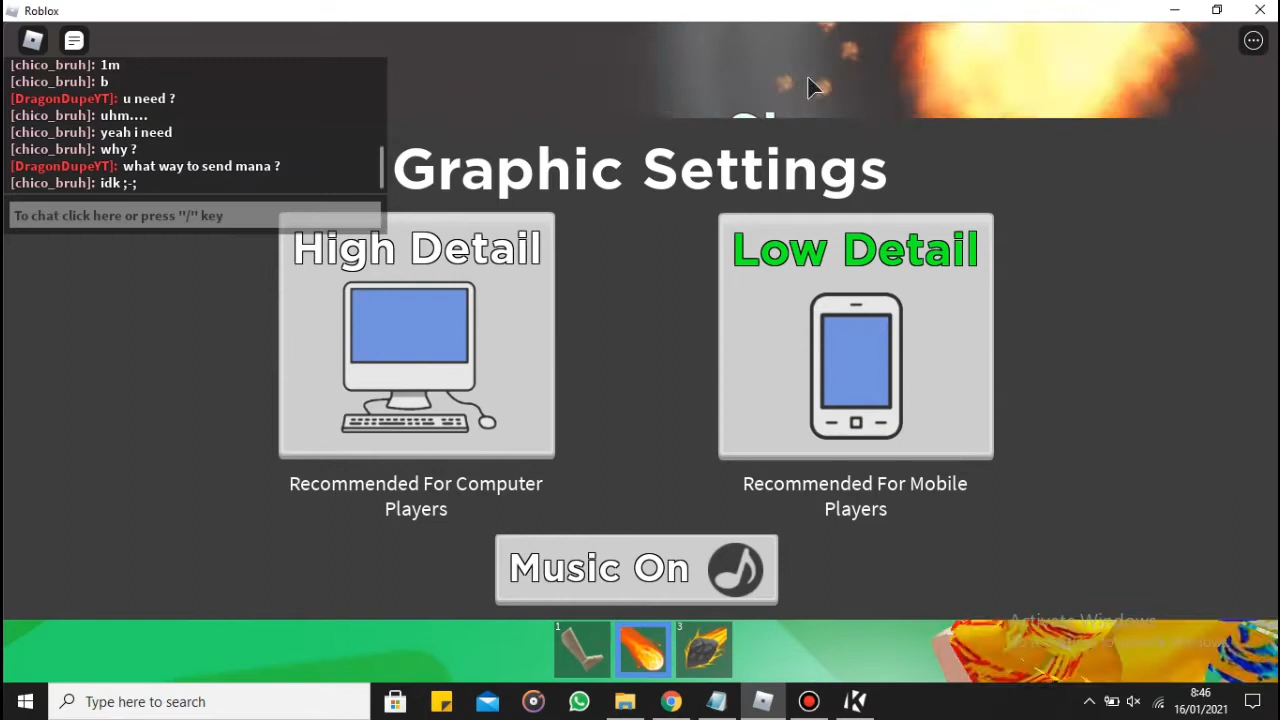 Roblox
[chico_bruh]: 1m
[chico_bruh]: b
[DragonDupeYT]: u need ?
[chico_bruh]: uhm....
[chico_bruh]: yeah i need
[chico_bruh]: why ?
[DragonDupeYT]: what way to send mana ?
[chico_bruh]: idk ;-;
To chat click here or press "/" key
Graphic Settings
High Detail
Low Detail
Recommended For Computer
Players
Recommended For Mobile
Players
Music On
1
3
Activate Windows
Type here to search
8:46
16/01/2021